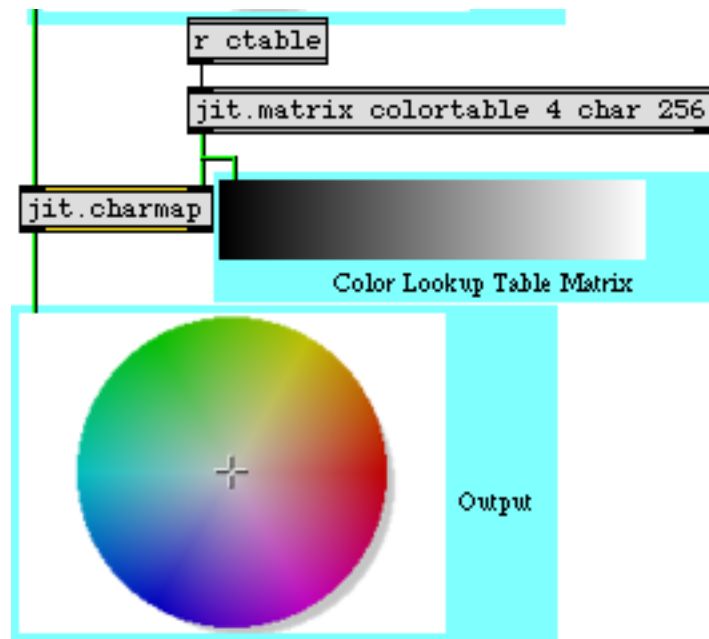 r ctable
jit.matrix colortable 4 char 256
jit.charmap
Color Lookup Table Matrix
Output